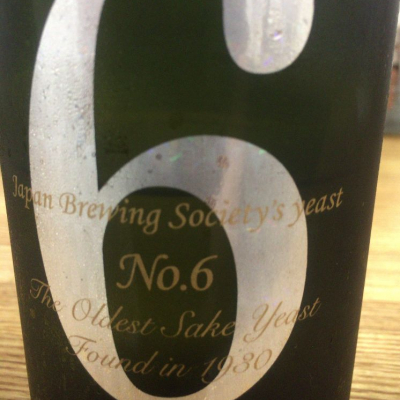 6
Japan Brewing Society's yeast
No.6
The Oldest Sake Yeast
Found in 1930